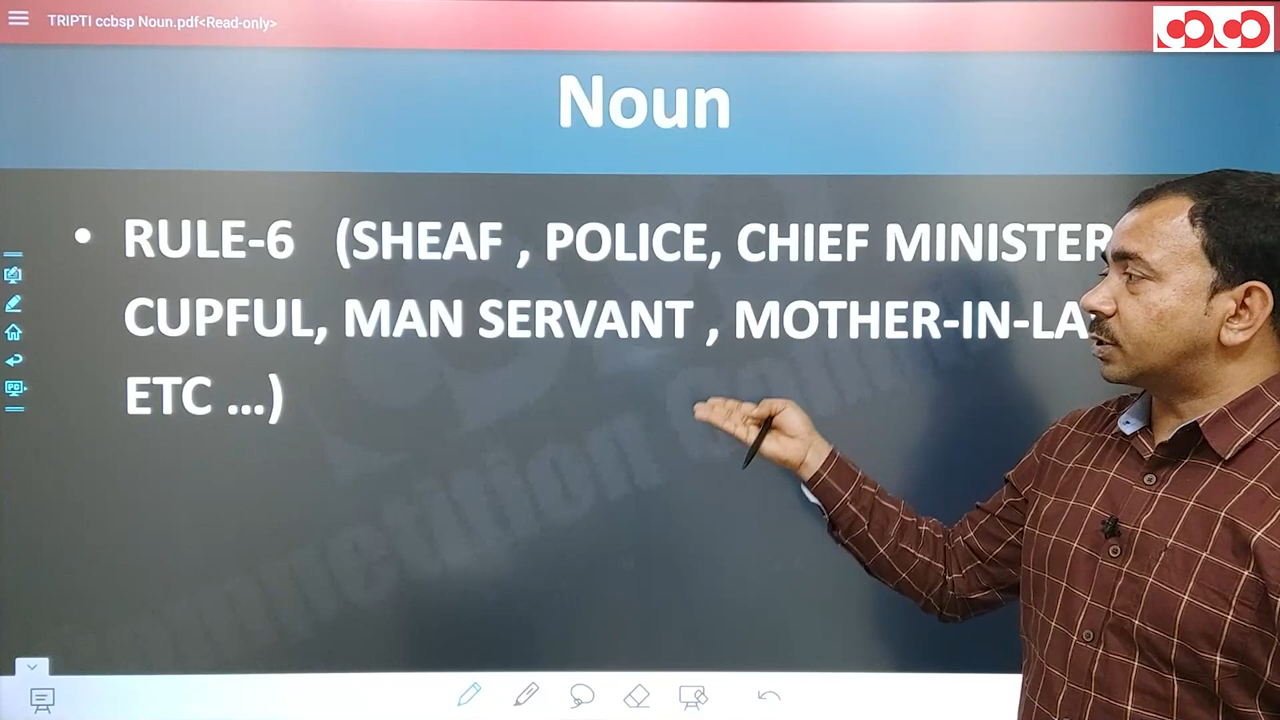 TRIPTI ccbsp Noun.pdf<Read-only>
Noun
• RULE-6 (SHEAF , POLICE, CHIEF MINISTER
CUPFUL, MAN SERVANT , MOTHER-IN-LA
ETC ...)